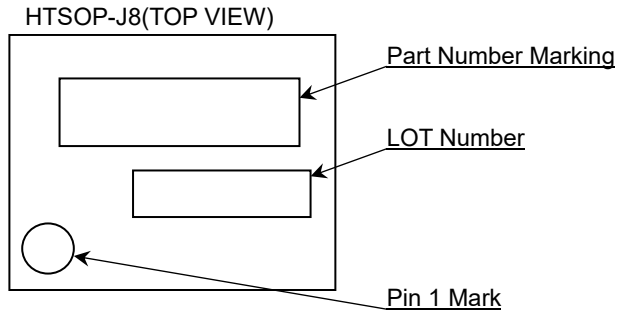 HTSOP-J8(TOP VIEW)
Part Number Marking
LOT Number
Pin 1 Mark